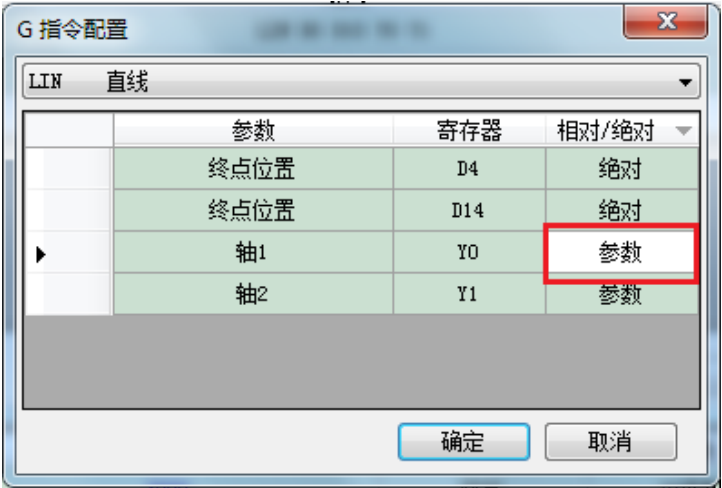 G 指令配置
LIN 直线
参数 寄存器 相对/绝对
终点位置 D4 绝对
终点位置 D14 绝对
轴1 Y0 参数
轴2 Y1 参数
确定 取消